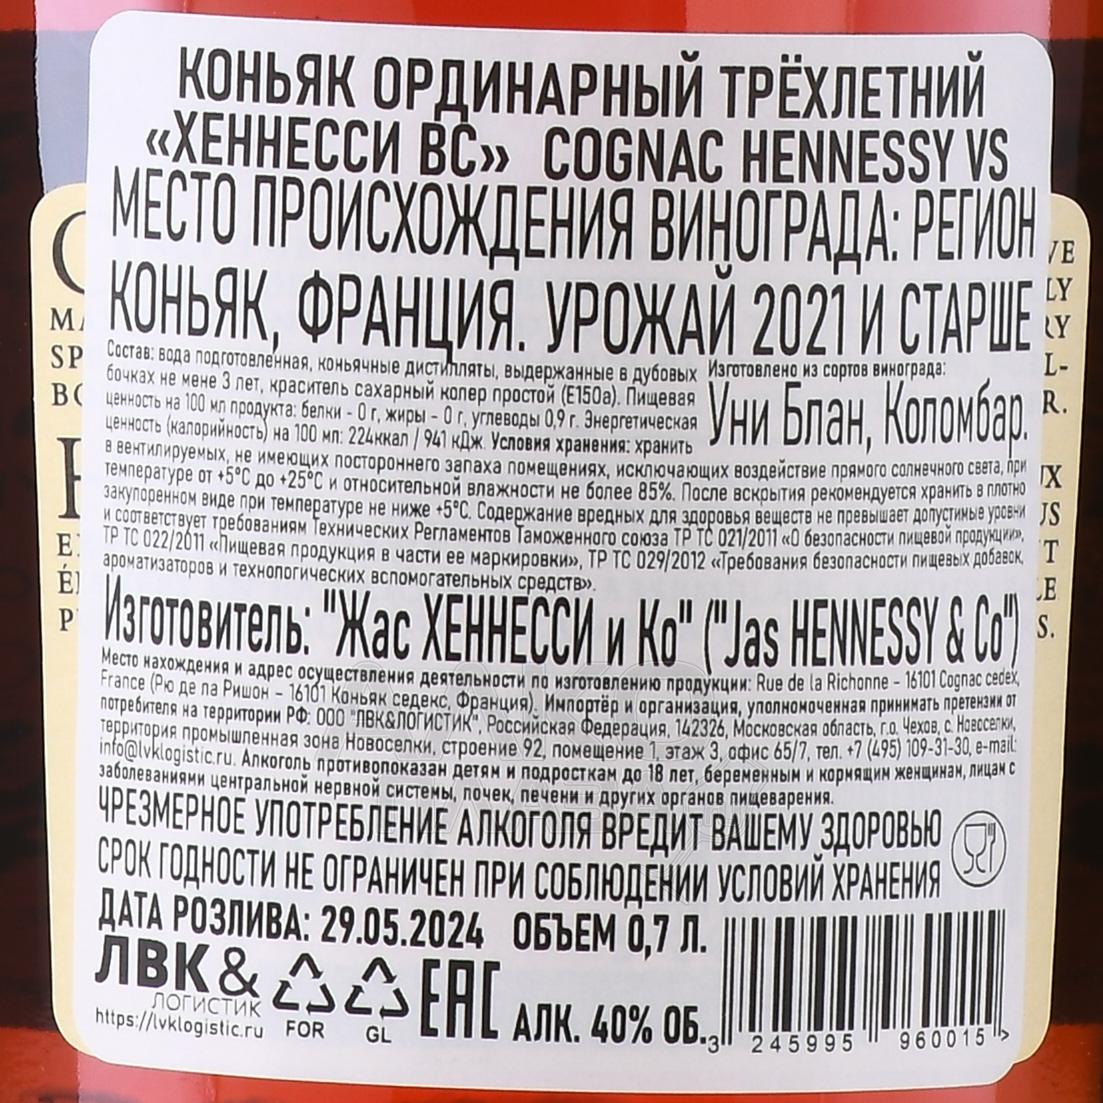 КОНЬЯК ОРДИНАРНЫЙ ТРЁХЛЕТНИЙ
«ХЕННЕССИ ВС» COGNAC HENNESSY VS
МЕСТО ПРОИСХОЖДЕНИЯ ВИНОГРАДА: РЕГИОН
КОНЬЯК, ФРАНЦИЯ. УРОЖАЙ 2021 И СТАРШЕ
Состав: вода подготовленная, коньячные дистилляты, выдержанные в дубовых
бочках не мене 3 лет, краситель сахарный колер простой (Е150а). Пищевая
ценность на 100 мл продукта: белки - 0 г, жиры - 0 г, углеводы 0,9 г. Энергетическая
ценность (калорийность) на 100 мл: 224ккал / 941 кДж. Условия хранения: хранить
Изготовлено из сортов винограда:
Уни Блан, Коломбар.
в вентилируемых, не имеющих постороннего запаха помещениях, исключающих воздействие прямого солнечного света, при
температуре от +5°С до +25°С и относительной влажности не более 85%. После вскрытия рекомендуется хранить в плотно
закупоренном виде при температуре не ниже +5°С. Содержание вредных для здоровья веществ не превышает допустимые уровни
и соответствует требованиям Технических Регламентов Таможенного союза ТР ТС 021/2011 «О безопасности пищевой продукции»,
ТР ТС 022/2011 «Пищевая продукция в части ее маркировки», ТР ТС 029/2012 «Требования безопасности пищевых добавок,
ароматизаторов и технологических вспомогательных средств».
Изготовитель: "Жас ХЕННЕССИ и Ко" ("Jas HENNESSY & Co")
Место нахождения и адрес осуществления деятельности по изготовлению продукции: Rue de la Richonne - 16101 Cognac cedex,
France (Рю де ла Ришон - 16101 Коньяк седекс, Франция). Импортёр и организация, уполномоченная принимать претензии от
потребителя на территории РФ: ООО "ЛВК&ЛОГИСТИК", Российская Федерация, 142326, Московская область, г.о. Чехов, с. Новоселки,
территория промышленная зона Новоселки, строение 92, помещение 1, этаж 3, офис 65/7, тел. +7 (495) 109-31-30, e-mail:
info@lvklogistic.ru. Алкоголь противопоказан детям и подросткам до 18 лет, беременным и кормящим женщинам, лицам с
заболеваниями центральной нервной системы, почек, печени и других органов пищеварения.
ЧРЕЗМЕРНОЕ УПОТРЕБЛЕНИЕ АЛКОГОЛЯ ВРЕДИТ ВАШЕМУ ЗДОРОВЬЮ
СРОК ГОДНОСТИ НЕ ОГРАНИЧЕН ПРИ СОБЛЮДЕНИИ УСЛОВИЙ ХРАНЕНИЯ
ДАТА РОЗЛИВА: 29.05.2024 ОБЪЕМ 0,7 Л.
ЛВК&
ЛОГИСТИК
https://lvklogistic.ru
FOR
GL
EAC
АЛК. 40% ОБ.
3 245995 960015 >